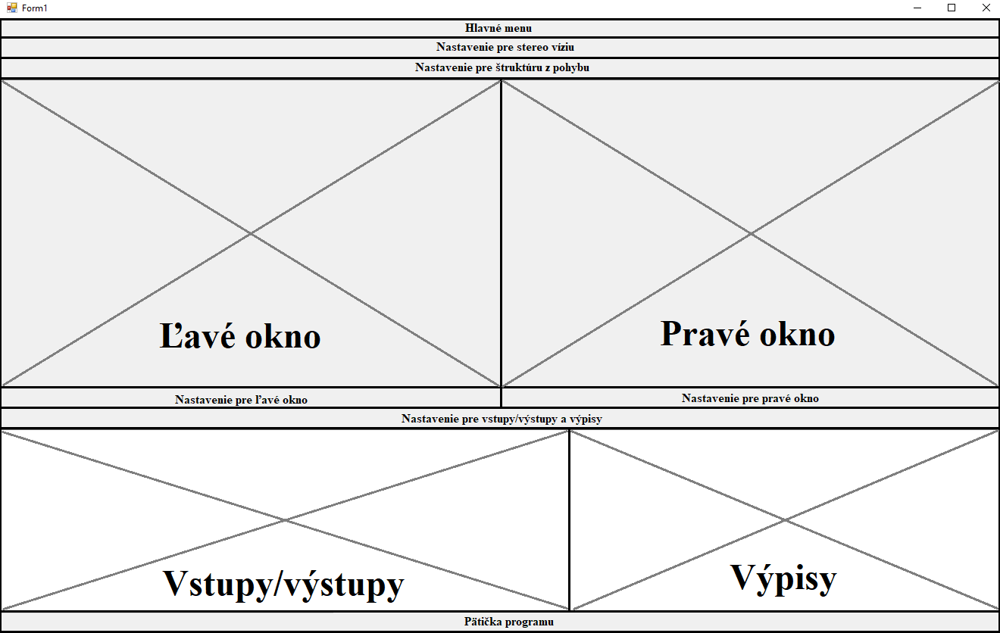 Form1
Hlavné menu
Nastavenie pre stereo víziu
Nastavenie pre štruktúru z pohybu
Ľavé okno
Pravé okno
Nastavenie pre ľavé okno
Nastavenie pre pravé okno
Nastavenie pre vstupy/výstupy a výpisy
Vstupy/výstupy
Výpisy
Pätička programu